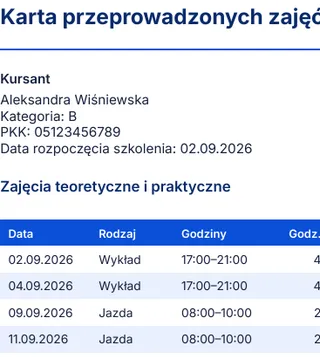 Karta przeprowadzonych zajęć
Kursant
Aleksandra Wiśniewska
Kategoria: B
PKK: 05123456789
Data rozpoczęcia szkolenia: 02.09.2026
Zajęcia teoretyczne i praktyczne
Data Rodzaj Godziny Godz.
02.09.2026 Wykład 17:00–21:00 4
04.09.2026 Wykład 17:00–21:00 4
09.09.2026 Jazda 08:00–10:00 2
11.09.2026 Jazda 08:00–10:00 2